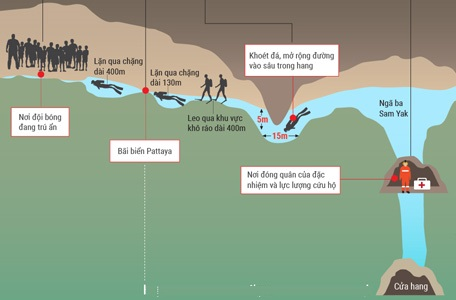 Lặn qua chặng
dài 400m
Lặn qua chặng
dài 130m
Khoét đá, mở rộng đường
vào sâu trong hang
Ngã ba
Sam Yak
Nơi đội bóng
đang trú ẩn
Leo qua khu vực
khô ráo dài 400m
5m
15m
Bãi biển Pattaya
Nơi đóng quân của đặc
nhiệm và lực lượng cứu hộ
Cửa hang